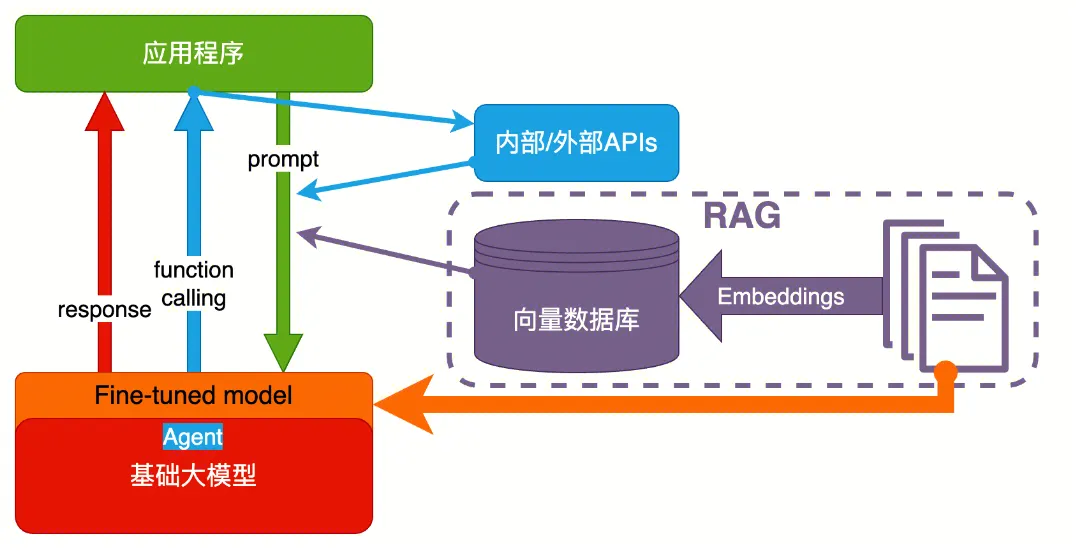 应用程序
prompt
内部/外部APIs
RAG
function
calling
response
向量数据库
Embeddings
Fine-tuned model
Agent
基础大模型